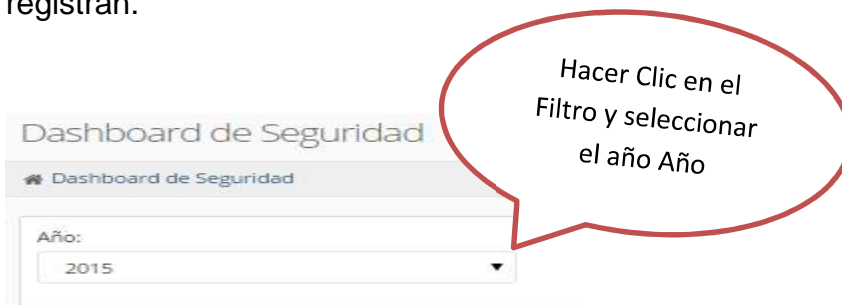 registran.
Hacer Clic en el
Filtro y seleccionar
el año Año
Dashboard de Seguridad
Dashboard de Seguridad
Año:
2015